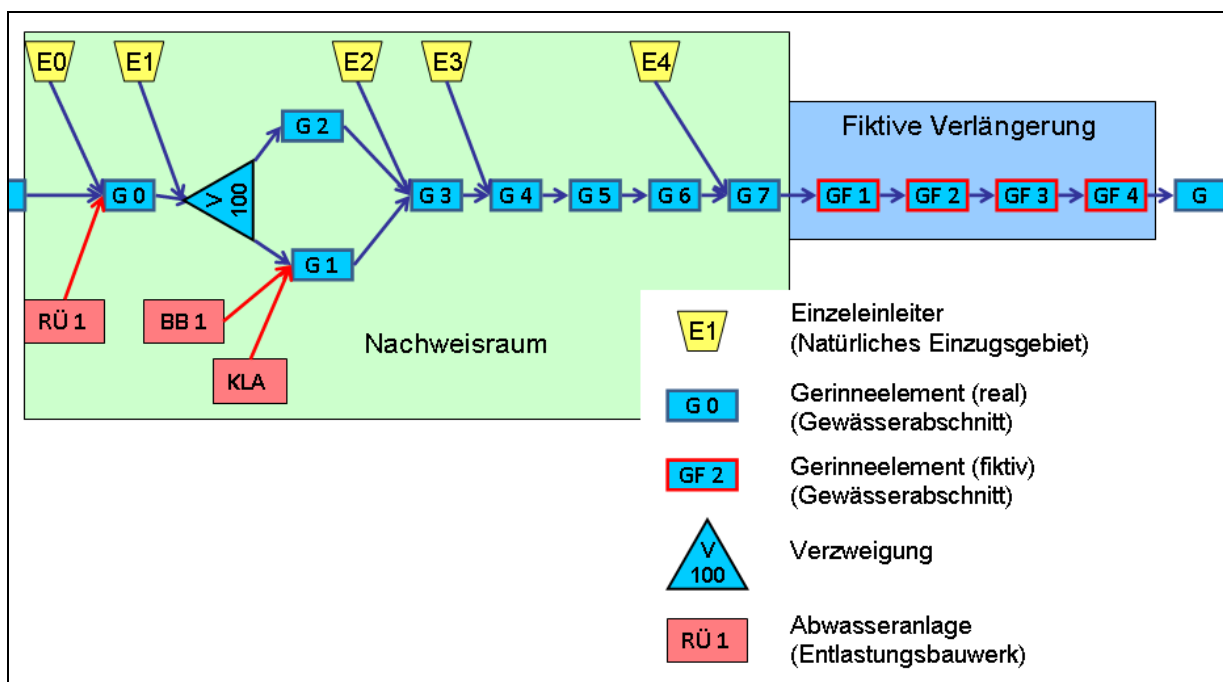 E0
E1
E2
E3
E4
G 2
Fiktive Verlängerung
G 0
V
100
G 3
G 4
G 5
G 6
G 7
GF 1
GF 2
GF 3
GF 4
G
G 1
RÜ 1
BB 1
KLA
Nachweisraum
E1
Einzeleinleiter
(Natürliches Einzugsgebiet)
G 0
Gerinneelement (real)
(Gewässerabschnitt)
GF 2
Gerinneelement (fiktiv)
(Gewässerabschnitt)
V
100
Verzweigung
RÜ 1
Abwasseranlage
(Entlastungsbauwerk)